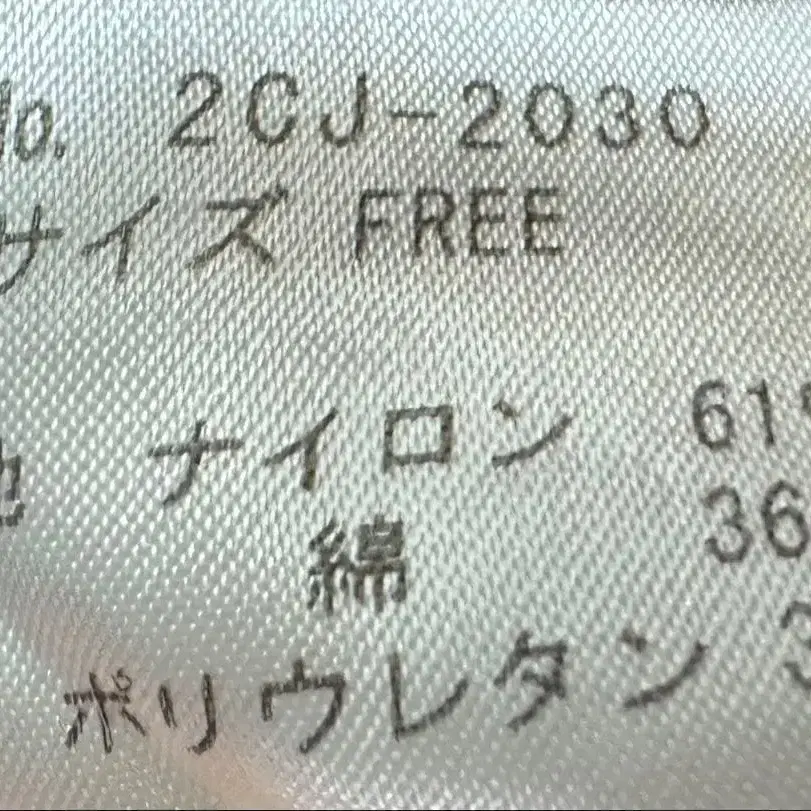 No. 2CJ-2030
サイズ FREE
地 ナイロン 61
綿 36
ポリウレタン 3